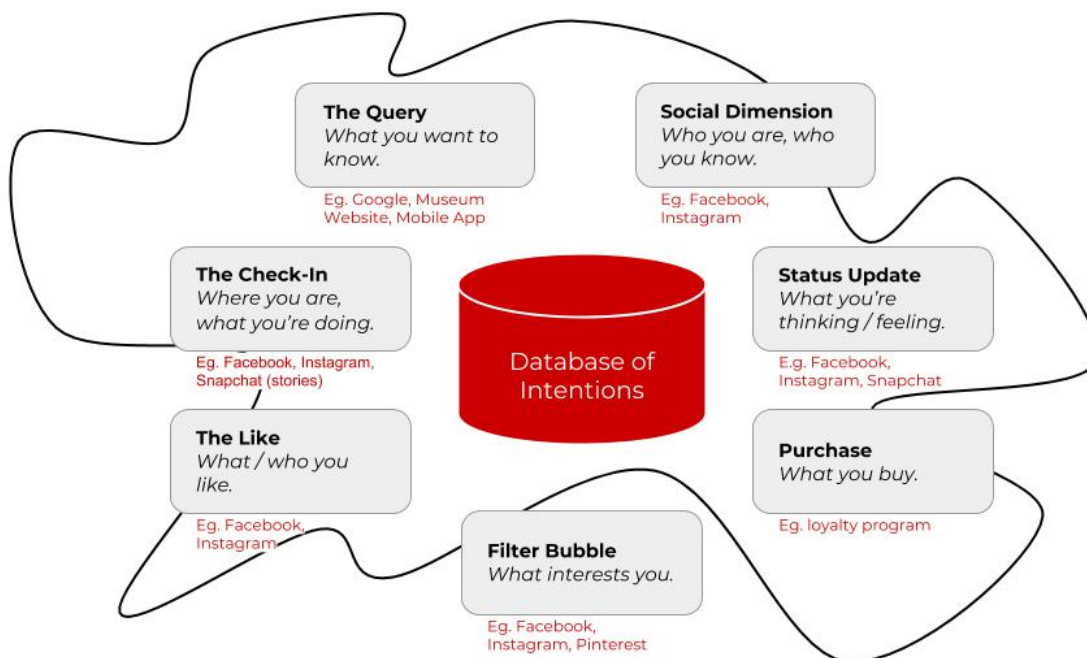 The Query
What you want to
know.
Eg. Google, Museum
Website, Mobile App
Social Dimension
Who you are, who
you know.
Eg. Facebook,
Instagram
The Check-In
Where you are,
what you're doing.
Eg. Facebook, Instagram,
Snapchat (stories)
Database of
Intentions
Status Update
What you're
thinking / feeling.
E.g. Facebook,
Instagram, Snapchat
The Like
What / who you
like.
Eg. Facebook,
Instagram
Purchase
What you buy.
Eg. loyalty program
Filter Bubble
What interests you.
Eg. Facebook,
Instagram, Pinterest